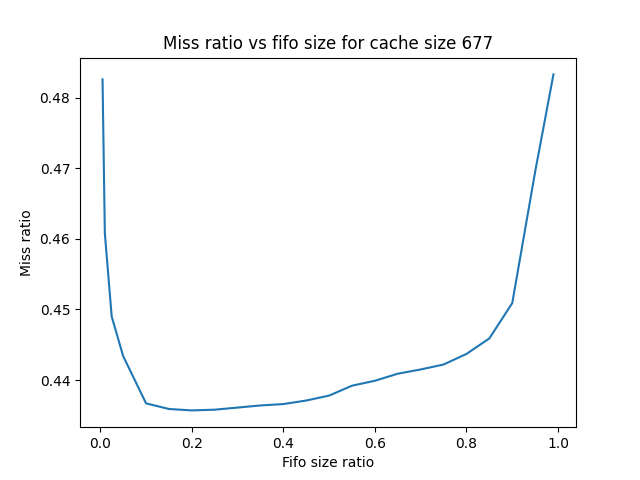 Miss ratio vs fifo size for cache size 677
0.48
0.47
0.46
0.45
0.44
Miss ratio
0.0 0.2 0.4 0.6 0.8 1.0
Fifo size ratio